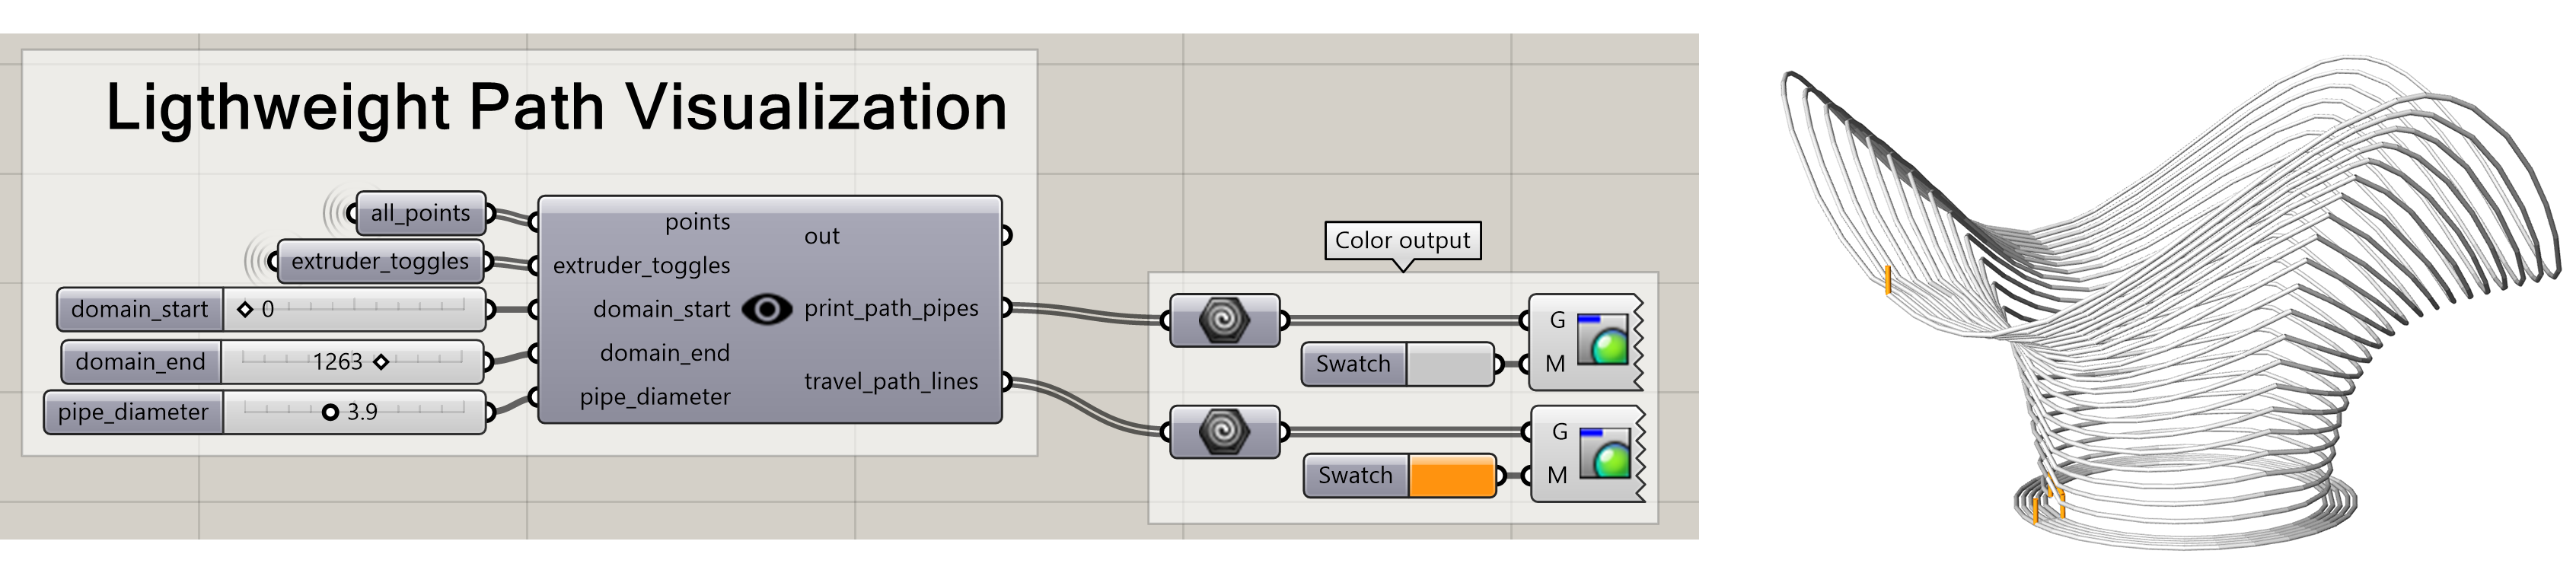 Ligthweight Path Visualization
all_points
extruder_toggles
domain_start 0
domain_end 1263
pipe_diameter 3.9
points
extruder_toggles
domain_start
domain_end
pipe_diameter
out
print_path_pipes
travel_path_lines
Color output
G
M
Swatch
G
M
Swatch